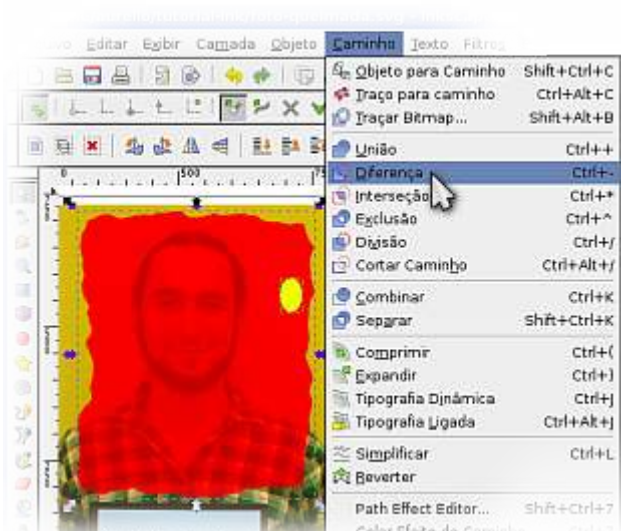 Editar Exibir Camada Objeto Caminho Texto Filtros
Objeto para Caminho Shift+Ctrl+C
Traço para caminho Ctrl+Alt+C
Traçar Bitmap... Shift+Alt+B
União Ctrl++
Diferença Ctrl+-
Interseção Ctrl+*
Exclusão Ctrl+^
Divisão Ctrl+/
Cortar Caminho Ctrl+Alt+/
Combinar Ctrl+K
Separar Shift+Ctrl+K
Comprimir Ctrl+(
Expandir Ctrl+)
Tipografia Dinâmica Ctrl+J
Tipografia Ligada Ctrl+Alt+J
Simplificar Ctrl+L
Reverter
Path Effect Editor... Shift+Ctrl+7
0 500